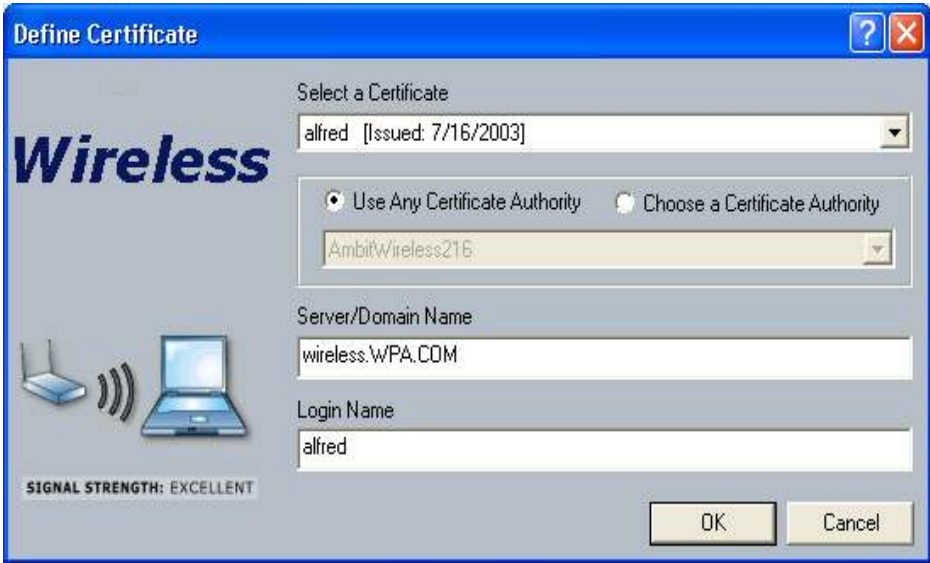 Define Certificate
Wireless
SIGNAL STRENGTH: EXCELLENT
Select a Certificate
alfred [Issued: 7/16/2003]
Use Any Certificate Authority
Choose a Certificate Authority
AmbitWireless216
Server/Domain Name
wireless.WPA.COM
Login Name
alfred
OK
Cancel